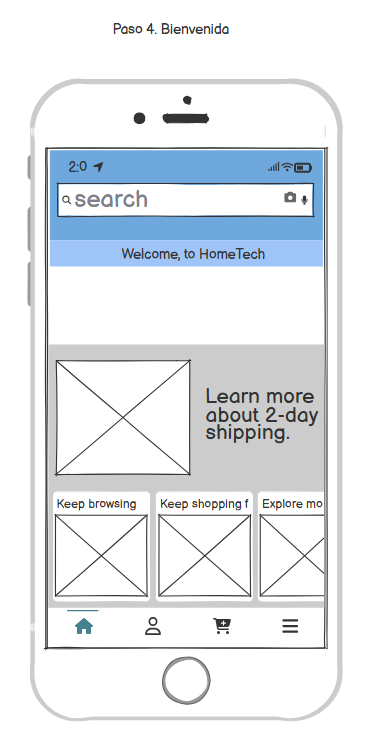 Paso 4. Bienvenida
2:0
search
Welcome, to HomeTech
Learn more
about 2-day
shipping.
Keep browsing
Keep shopping f
Explore mo